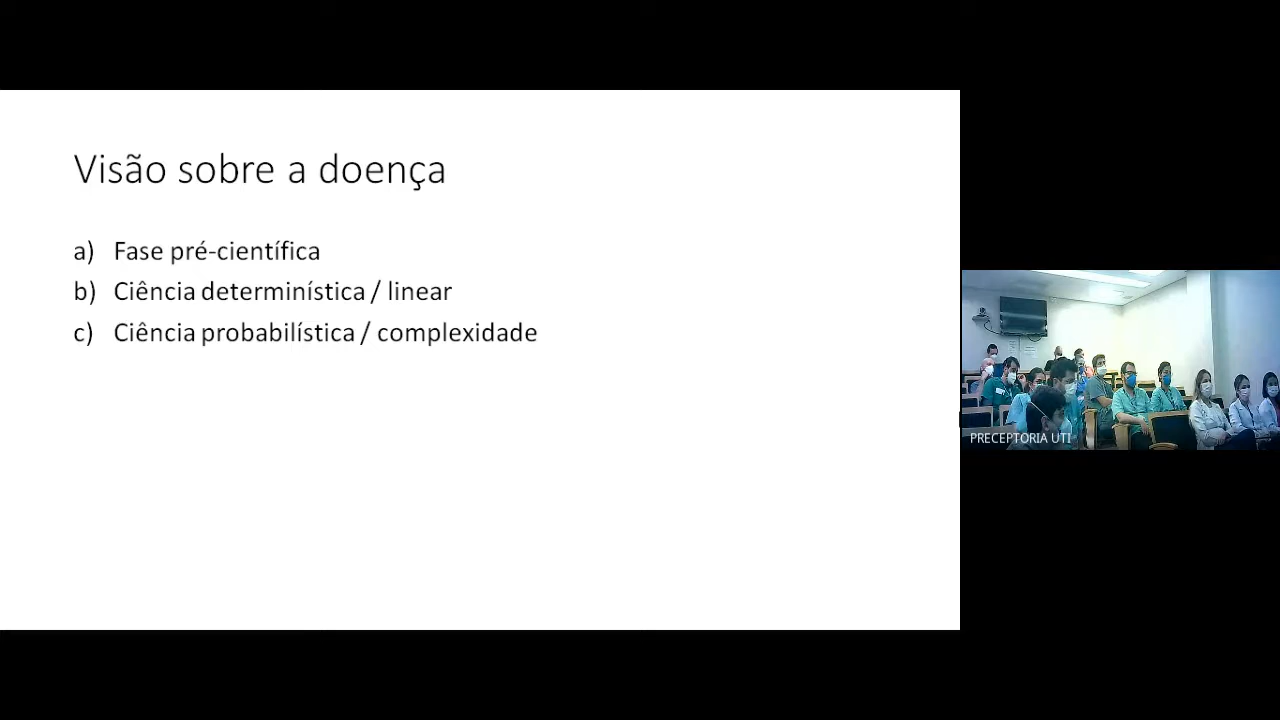 Visão sobre a doença
a) Fase pré-científica
b) Ciência determinística / linear
c) Ciência probabilística / complexidade
PRECEPTORIA UTI